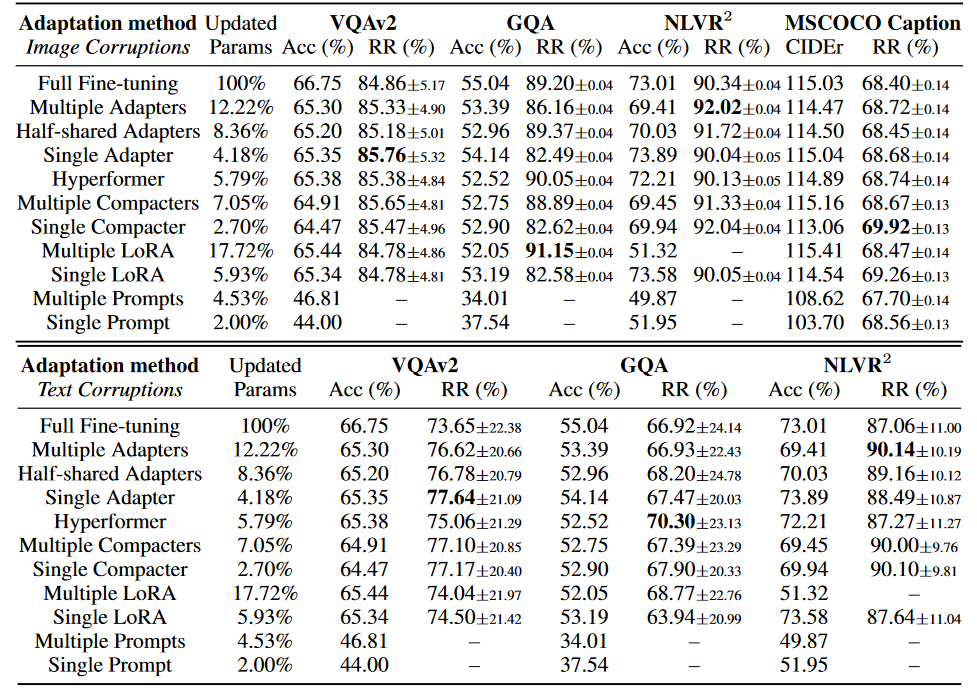 Adaptation method Updated VQAv2 GQA NLVR² MSCOCO Caption
Image Corruptions Params Acc (%) RR (%) Acc (%) RR (%) Acc (%) RR (%) CIDEr RR (%)
Full Fine-tuning 100% 66.75 84.86±5.17 55.04 89.20±0.04 73.01 90.34±0.04 115.03 68.40±0.14
Multiple Adapters 12.22% 65.30 85.33±4.90 53.39 86.16±0.04 69.41 92.02±0.04 114.47 68.72±0.14
Half-shared Adapters 8.36% 65.20 85.18±5.01 52.96 89.37±0.04 70.03 91.72±0.04 114.50 68.45±0.14
Single Adapter 4.18% 65.35 85.76±5.32 54.14 82.49±0.04 73.89 90.04±0.05 115.04 68.68±0.14
Hyperformer 5.79% 65.38 85.38±4.84 52.52 90.05±0.04 72.21 90.13±0.05 114.89 68.74±0.14
Multiple Compacters 7.05% 64.91 85.65±4.81 52.75 88.89±0.04 69.45 91.33±0.04 115.16 68.67±0.13
Single Compacter 2.70% 64.47 85.47±4.96 52.90 82.62±0.04 69.94 92.04±0.04 113.06 69.92±0.13
Multiple LoRA 17.72% 65.44 84.78±4.86 52.05 91.15±0.04 51.32 – 115.41 68.47±0.14
Single LoRA 5.93% 65.34 84.78±4.81 53.19 82.58±0.04 73.58 90.05±0.04 114.54 69.26±0.13
Multiple Prompts 4.53% 46.81 – 34.01 – 49.87 – 108.62 67.70±0.14
Single Prompt 2.00% 44.00 – 37.54 – 51.95 – 103.70 68.56±0.13
Adaptation method Updated VQAv2 GQA NLVR²
Text Corruptions Params Acc (%) RR (%) Acc (%) RR (%) Acc (%) RR (%)
Full Fine-tuning 100% 66.75 73.65±22.38 55.04 66.92±24.14 73.01 87.06±11.00
Multiple Adapters 12.22% 65.30 76.62±20.66 53.39 66.93±22.43 69.41 90.14±10.19
Half-shared Adapters 8.36% 65.20 76.78±20.79 52.96 68.20±24.78 70.03 89.16±10.12
Single Adapter 4.18% 65.35 77.64±21.09 54.14 67.47±20.03 73.89 88.49±10.87
Hyperformer 5.79% 65.38 75.06±21.29 52.52 70.30±23.13 72.21 87.27±11.27
Multiple Compacters 7.05% 64.91 77.10±20.85 52.75 67.39±23.29 69.45 90.00±9.76
Single Compacter 2.70% 64.47 77.17±20.40 52.90 67.90±20.33 69.94 90.10±9.81
Multiple LoRA 17.72% 65.44 74.04±21.97 52.05 68.77±22.76 51.32 –
Single LoRA 5.93% 65.34 74.50±21.42 53.19 63.94±20.99 73.58 87.64±11.04
Multiple Prompts 4.53% 46.81 – 34.01 – 49.87 –
Single Prompt 2.00% 44.00 – 37.54 – 51.95 –